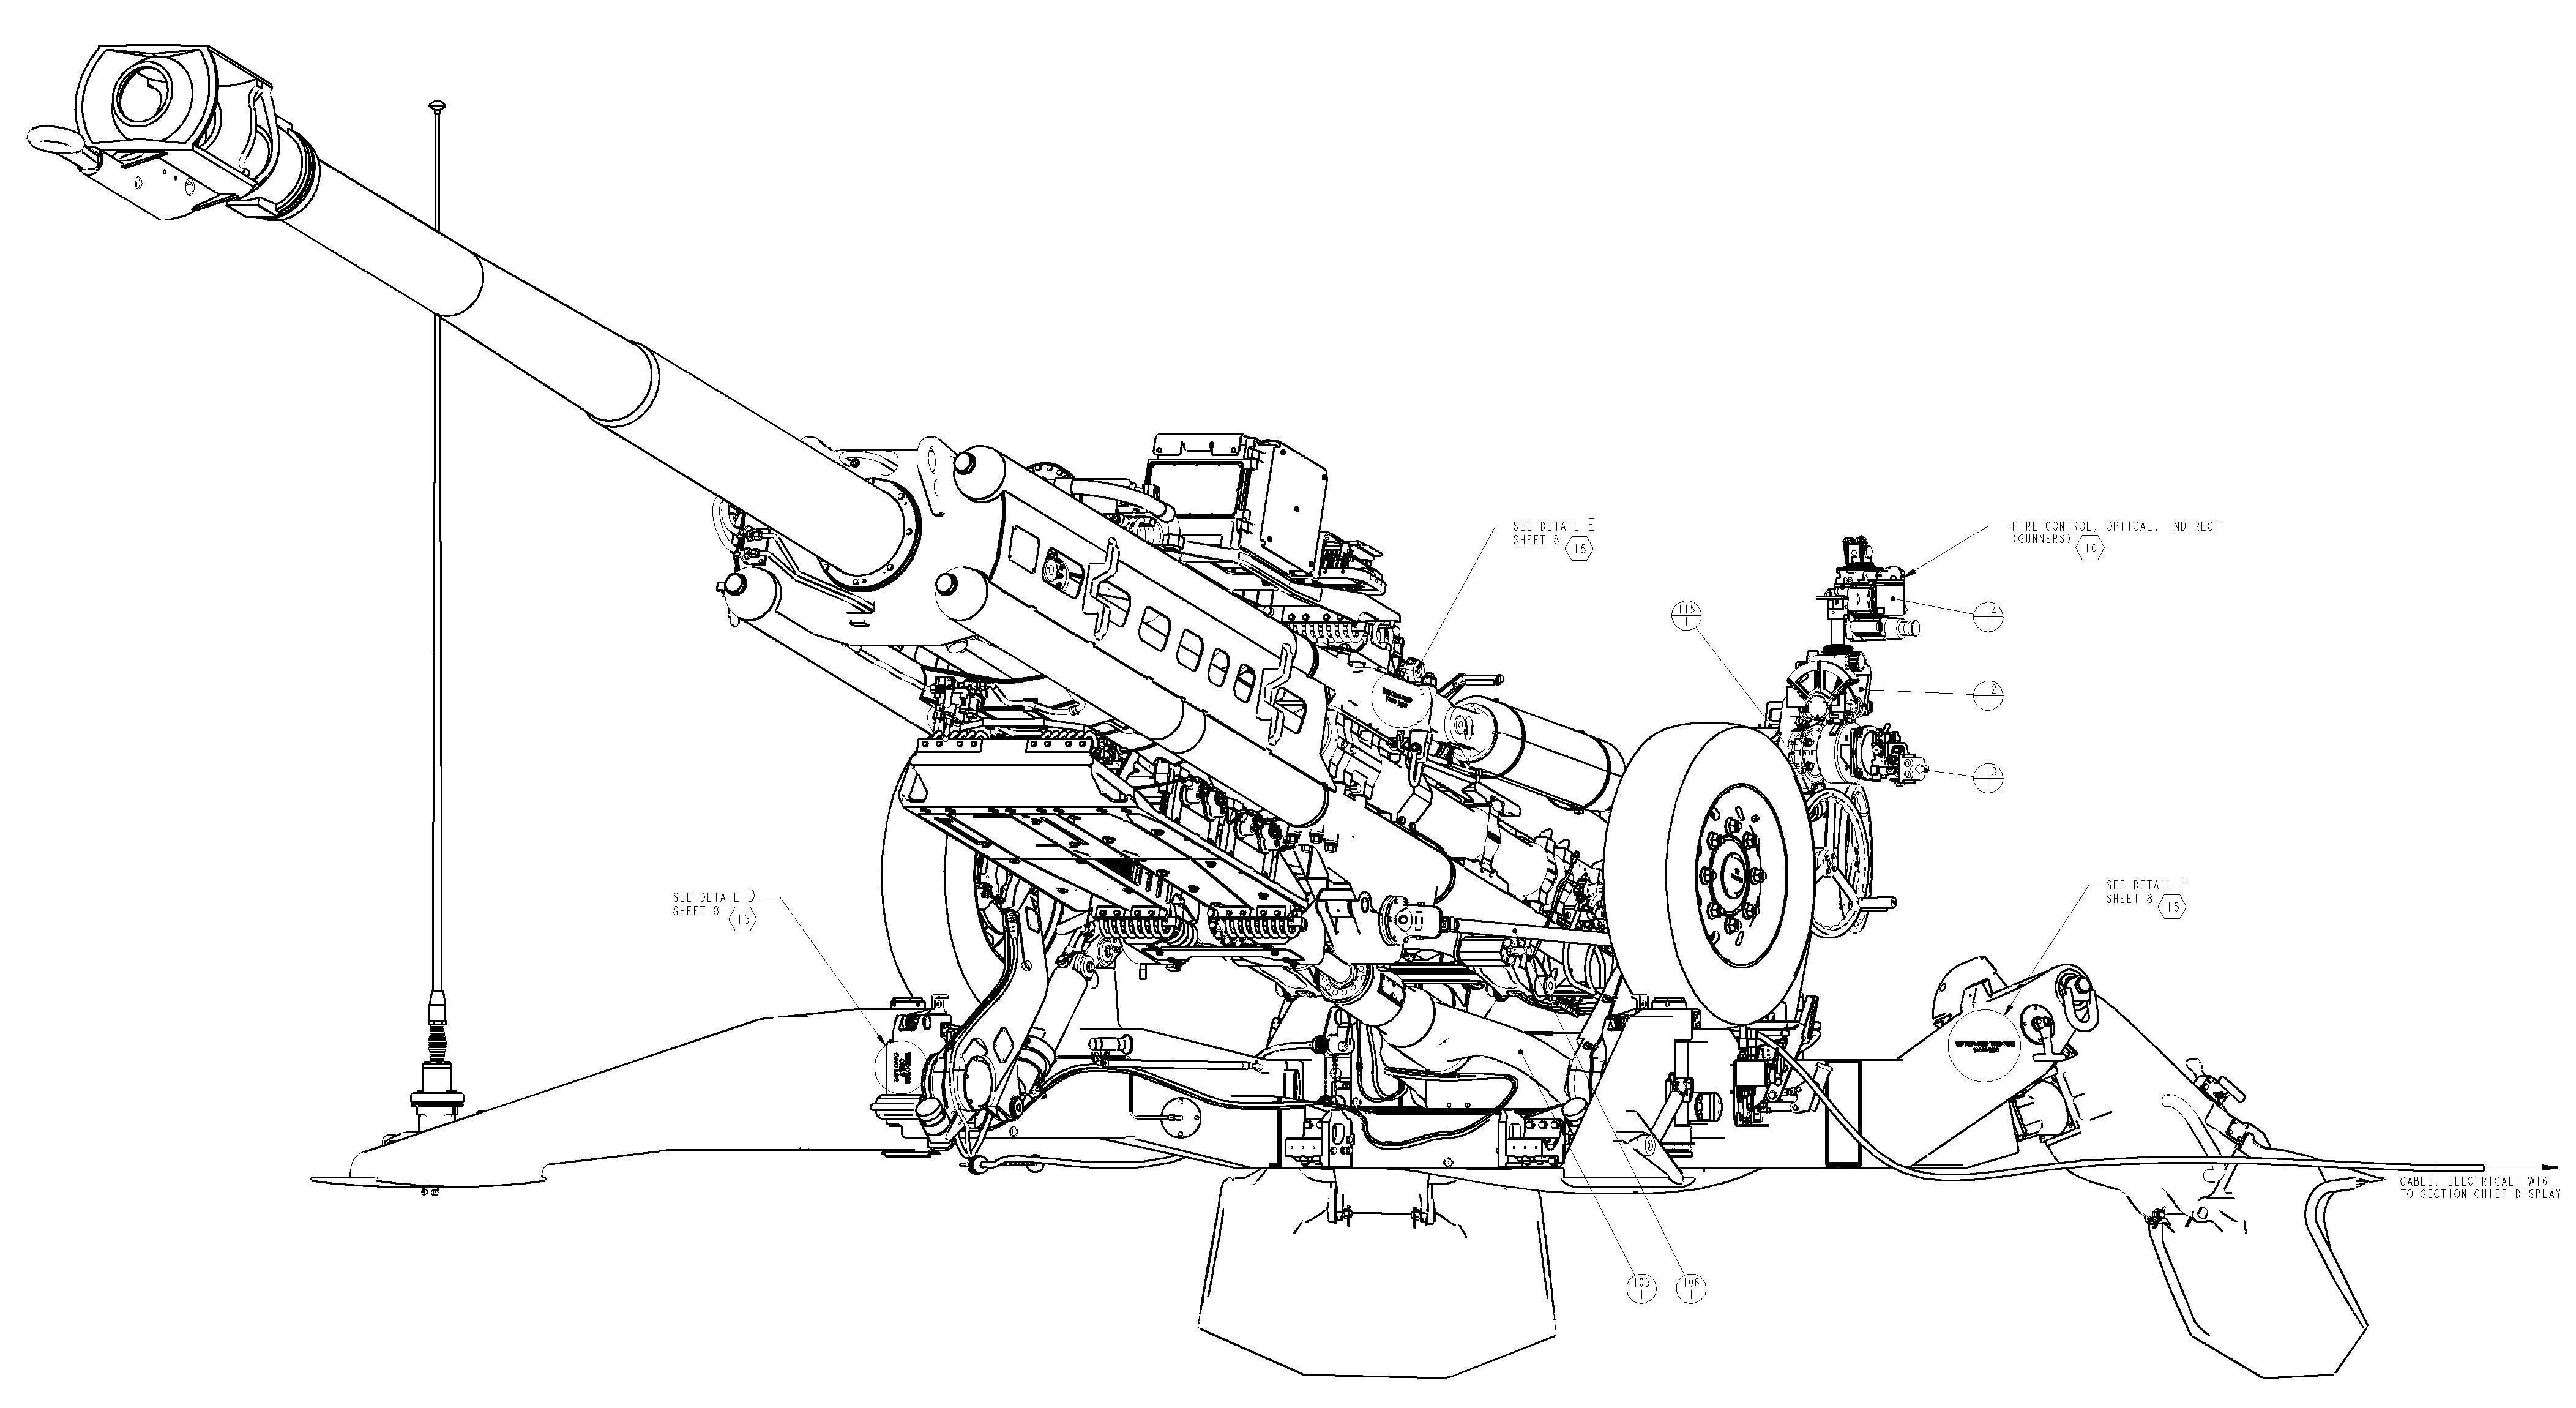 SEE DETAIL E
SHEET 8 15
FIRE CONTROL, OPTICAL, INDIRECT
(GUNNERS) 10
115
1
114
1
112
1
113
1
SEE DETAIL D
SHEET 8 15
SEE DETAIL F
SHEET 8 15
CABLE, ELECTRICAL, W16
TO SECTION CHIEF DISPLAY
105
1
106
1